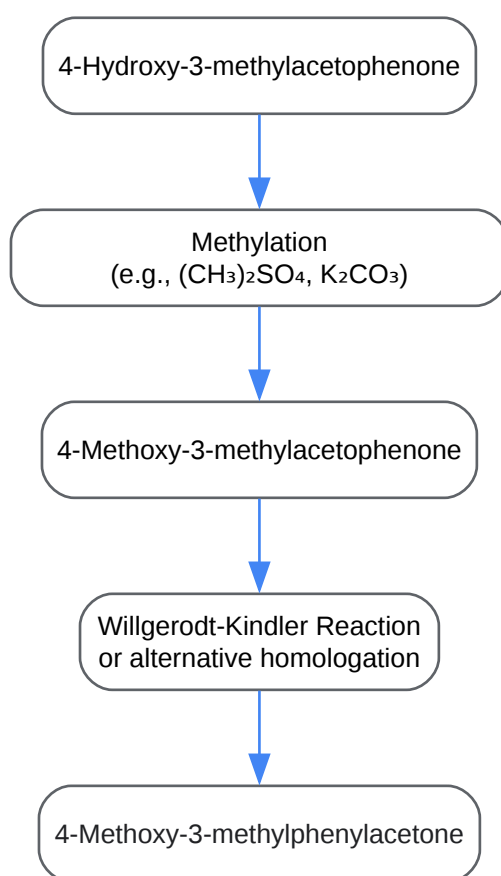 4-Hydroxy-3-methylacetophenone
Methylation
(e.g., (CH₃)₂SO₄, K₂CO₃)
4-Methoxy-3-methylacetophenone
Willgerodt-Kindler Reaction
or alternative homologation
4-Methoxy-3-methylphenylacetone